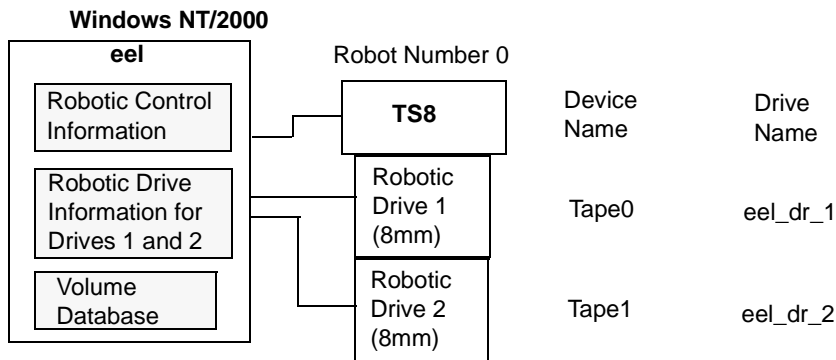 Windows NT/2000
eel
Robot Number 0
Robotic Control
Information
TS8
Device
Name
Drive
Name
Robotic Drive
Information for
Drives 1 and 2
Robotic
Drive 1
(8mm)
Tape0
eel_dr_1
Volume
Database
Robotic
Drive 2
(8mm)
Tape1
eel_dr_2